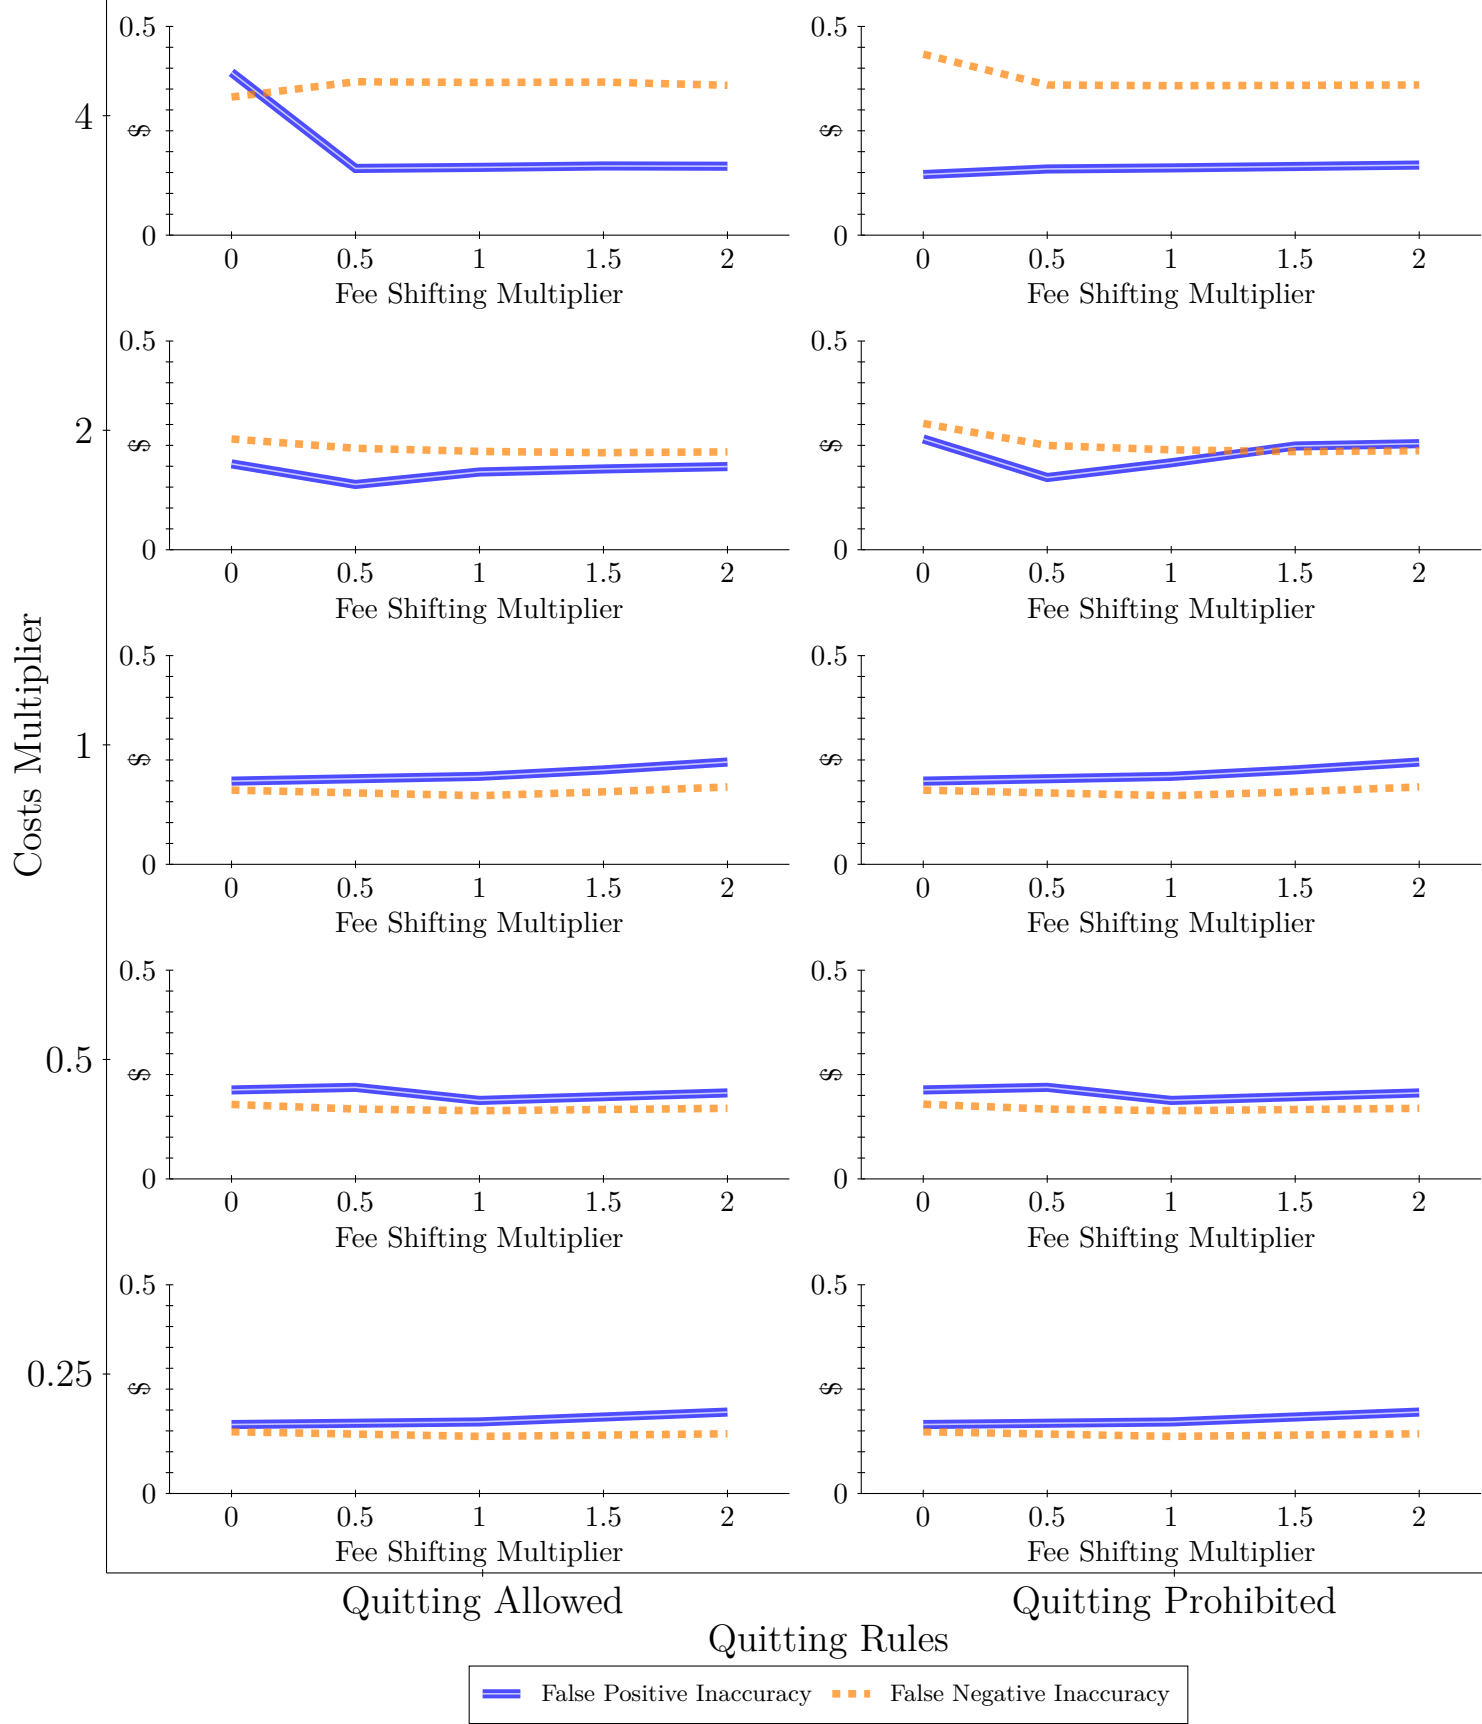 Costs Multiplier
4
0.5
$
0
0 0.5 1 1.5 2
Fee Shifting Multiplier
0.5
$
0
0 0.5 1 1.5 2
Fee Shifting Multiplier
2
0.5
$
0
0 0.5 1 1.5 2
Fee Shifting Multiplier
0.5
$
0
0 0.5 1 1.5 2
Fee Shifting Multiplier
1
0.5
$
0
0 0.5 1 1.5 2
Fee Shifting Multiplier
0.5
$
0
0 0.5 1 1.5 2
Fee Shifting Multiplier
0.5
0.5
$
0
0 0.5 1 1.5 2
Fee Shifting Multiplier
0.5
$
0
0 0.5 1 1.5 2
Fee Shifting Multiplier
0.25
0.5
$
0
0 0.5 1 1.5 2
Fee Shifting Multiplier
0.5
$
0
0 0.5 1 1.5 2
Fee Shifting Multiplier
Quitting Allowed
Quitting Prohibited
Quitting Rules
False Positive Inaccuracy
False Negative Inaccuracy